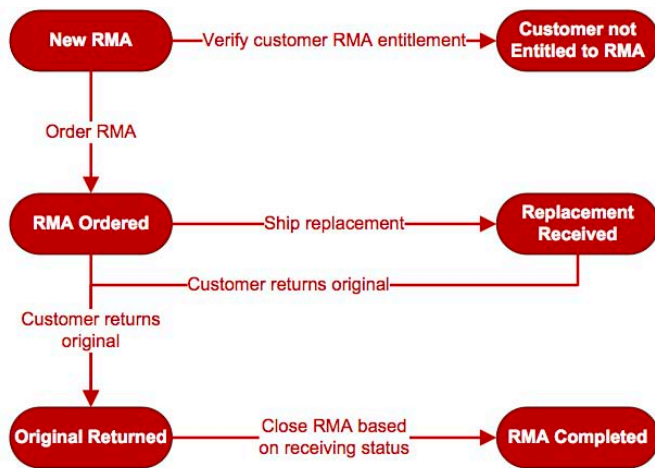 New RMA
Verify customer RMA entitlement
Customer not
Entitled to RMA
Order RMA
RMA Ordered
Ship replacement
Replacement
Received
Customer returns original
Customer returns
original
Original Returned
Close RMA based
on receiving status
RMA Completed